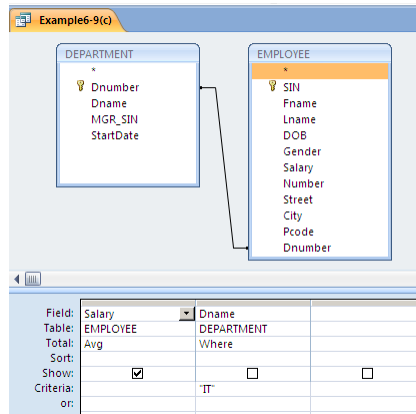 Example6-9(c)
DEPARTMENT
*
Dnumber
Dname
MGR_SIN
StartDate
EMPLOYEE
*
SIN
Fname
Lname
DOB
Gender
Salary
Number
Street
City
Pcode
Dnumber
Field: Salary Dname
Table: EMPLOYEE DEPARTMENT
Total: Avg Where
Sort:
Show:
Criteria: "IT"
or: